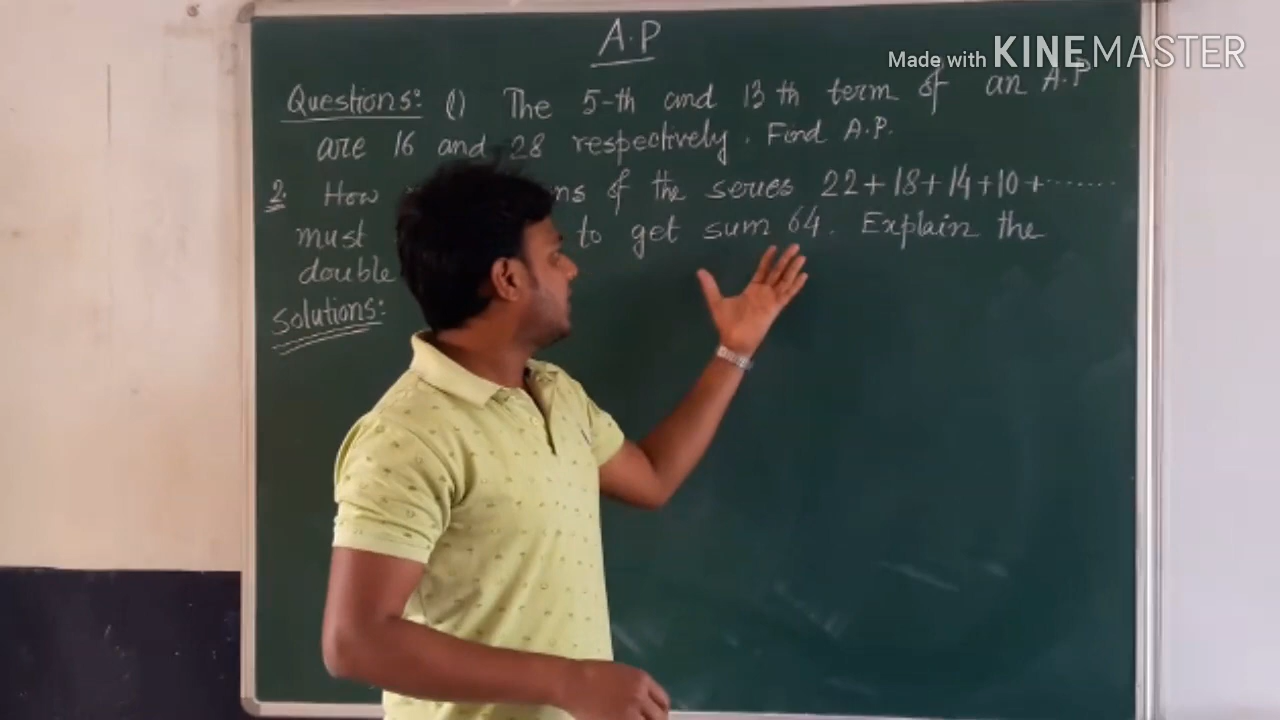 Made with KINEMASTER
A.P
Questions: (1) The 5-th and 13 th term of an A.P
are 16 and 28 respectively. Find A.P.
2. How ns of the series 22+18+14+10+.......
must to get sum 64. Explain the
double
Solutions: